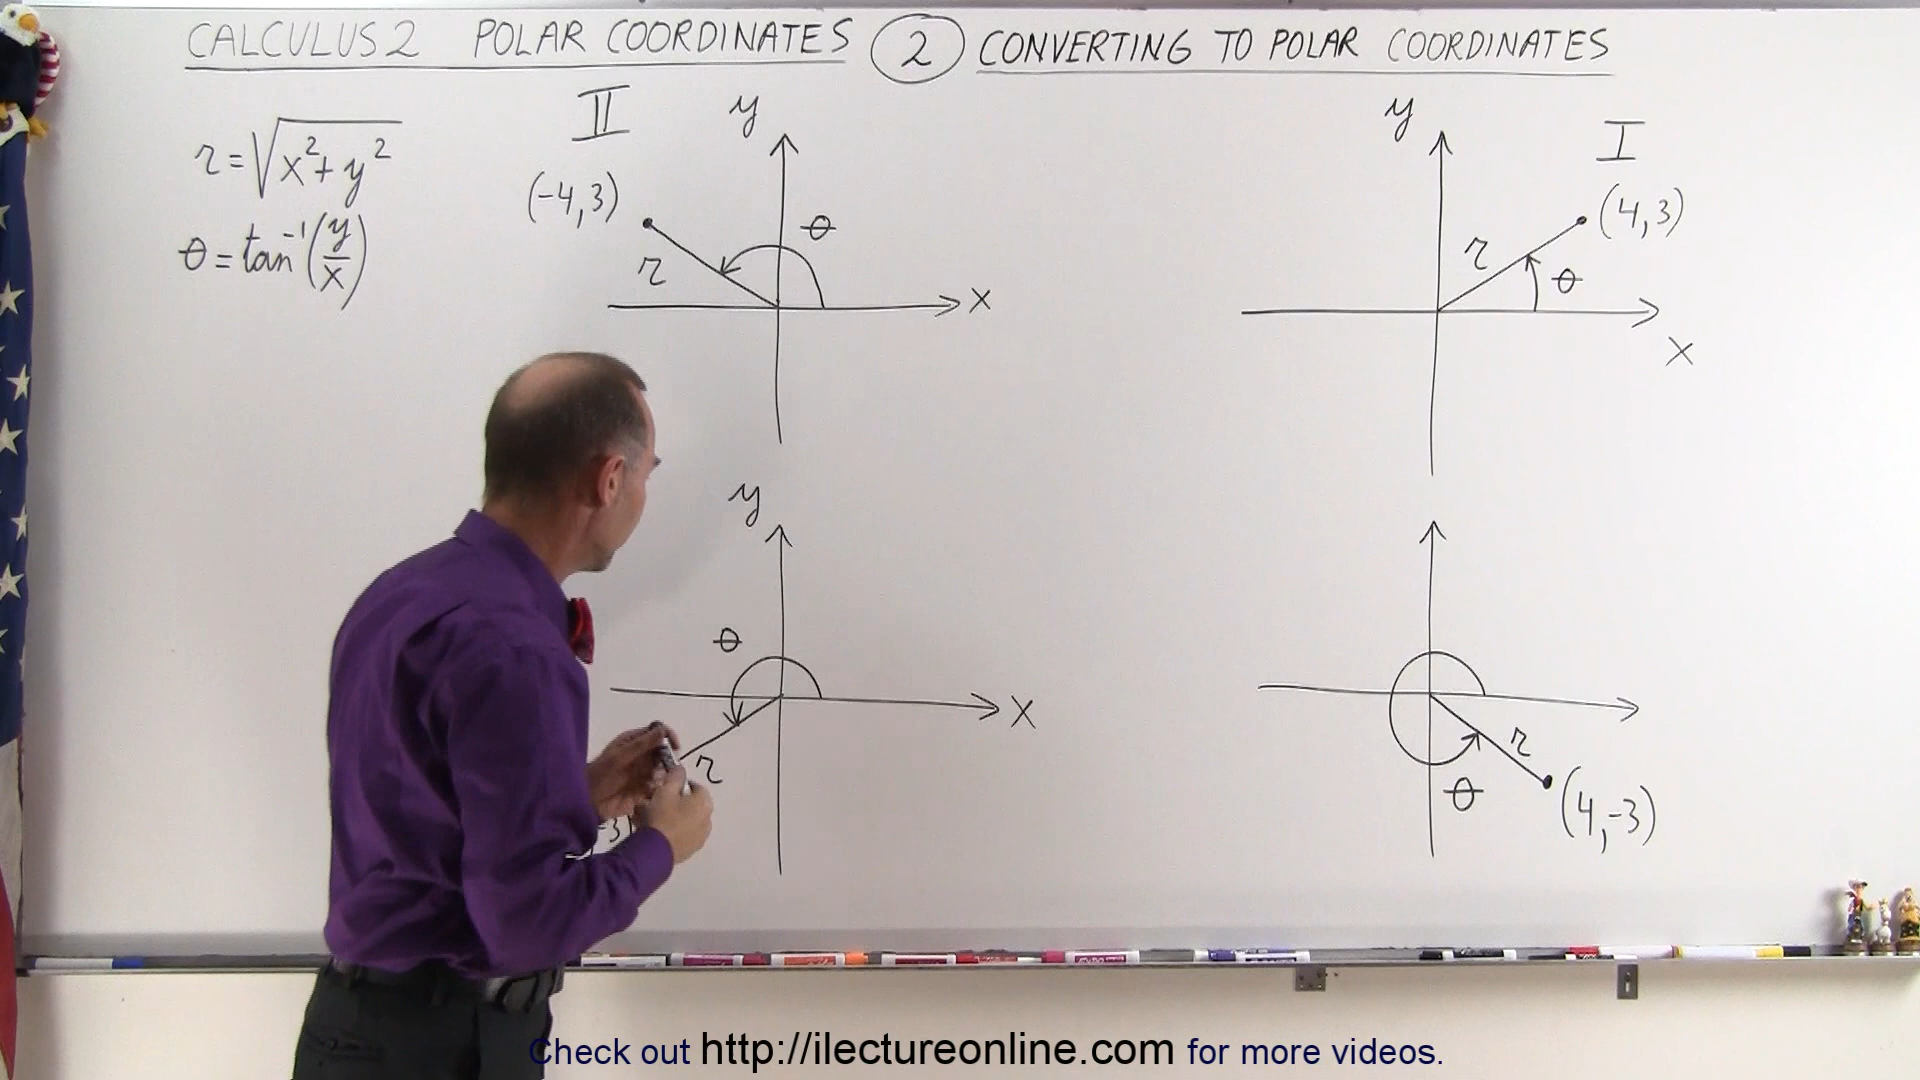 CALCULUS 2 POLAR COORDINATES ② CONVERTING TO POLAR COORDINATES
r = √(x² + y²)
θ = tan⁻¹(y/x)
II
y
(-4,3)
θ
r
x
y
I
(4,3)
r
θ
x
y
θ
x
r
-3)
r
θ
(4,-3)
Check out http://ilectureonline.com for more videos.